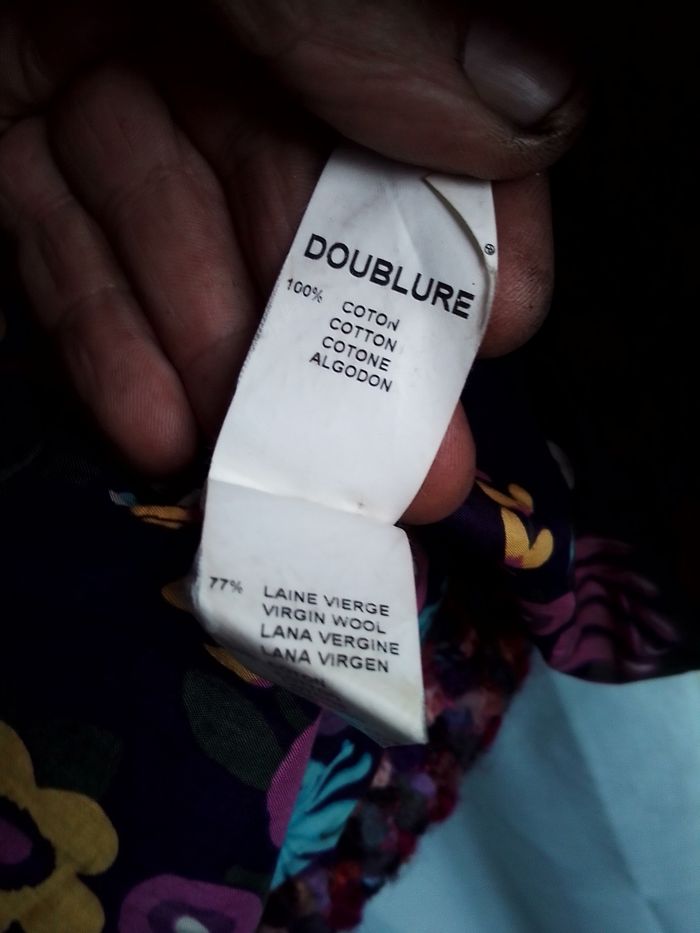 DOUBLURE
100% COTON
COTTON
COTONE
ALGODON
77% LAINE VIERGE
VIRGIN WOOL
LANA VERGINE
LANA VIRGEN